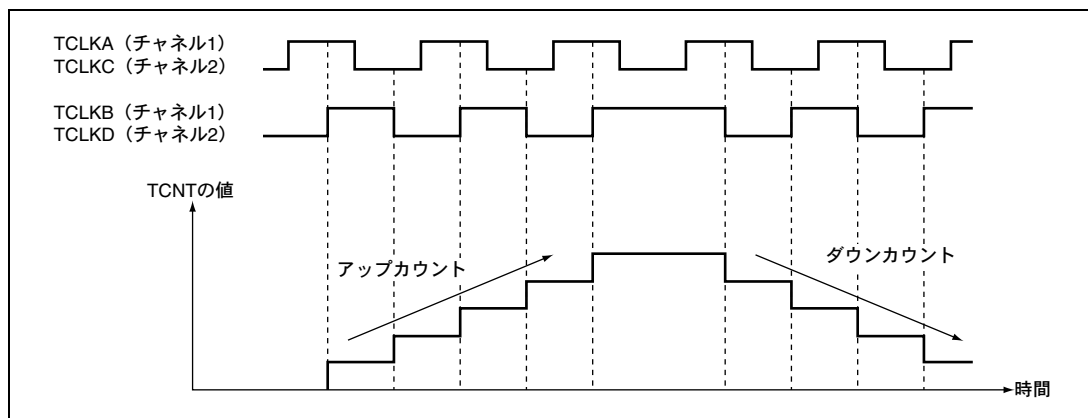 TCLKA（チャネル1）
TCLKC（チャネル2）
TCLKB（チャネル1）
TCLKD（チャネル2）
TCNTの値
アップカウント
ダウンカウント
時間